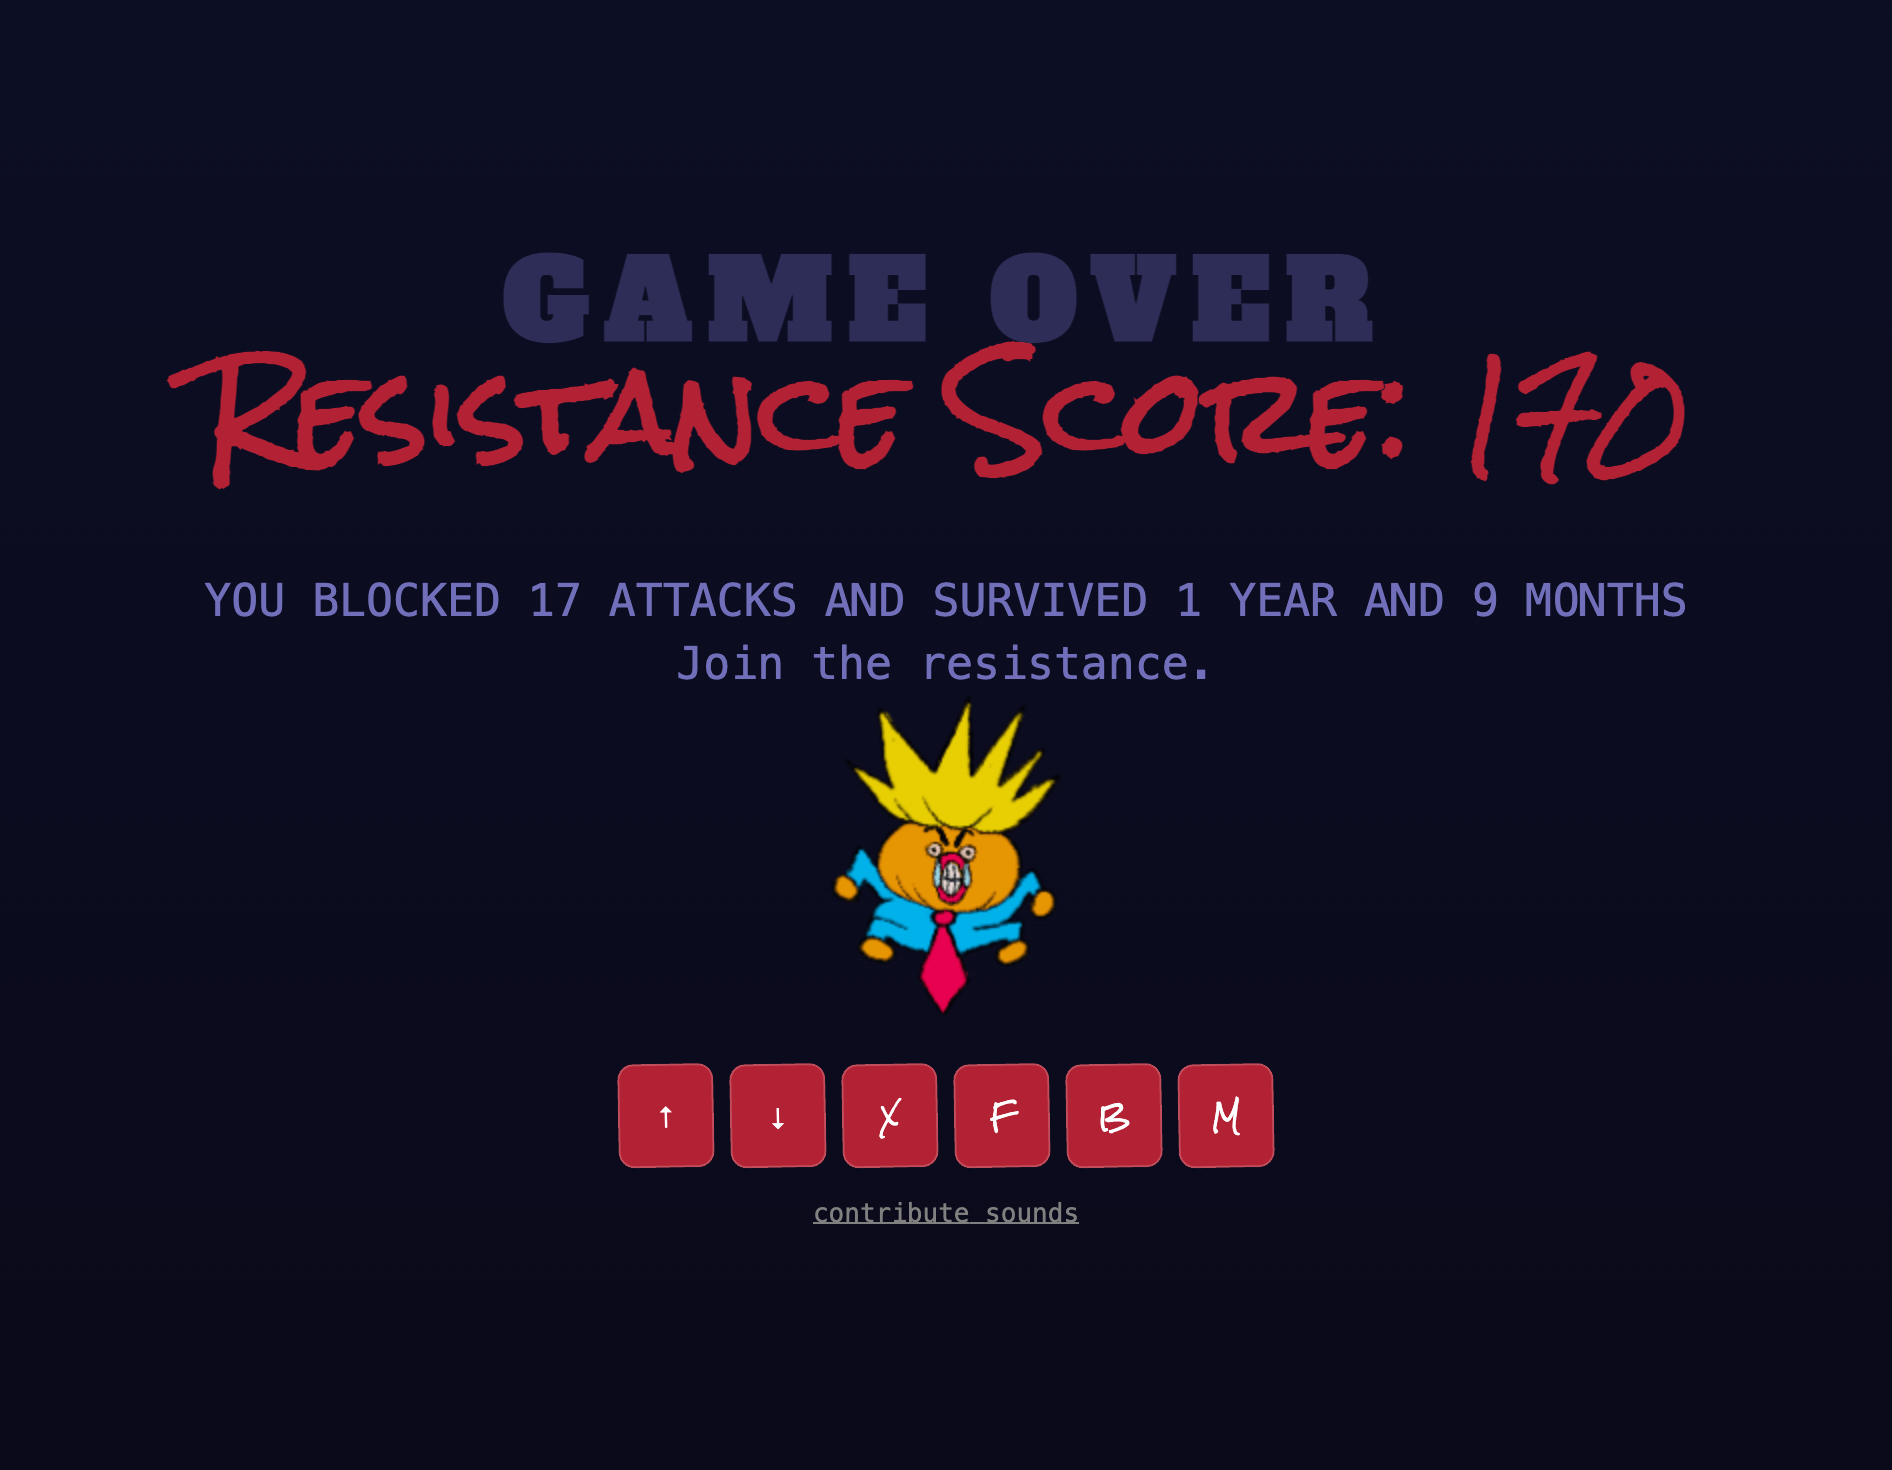 GAME OVER
Resistance Score: 170
YOU BLOCKED 17 ATTACKS AND SURVIVED 1 YEAR AND 9 MONTHS
Join the resistance.
↑ ↓ X F B M
contribute sounds